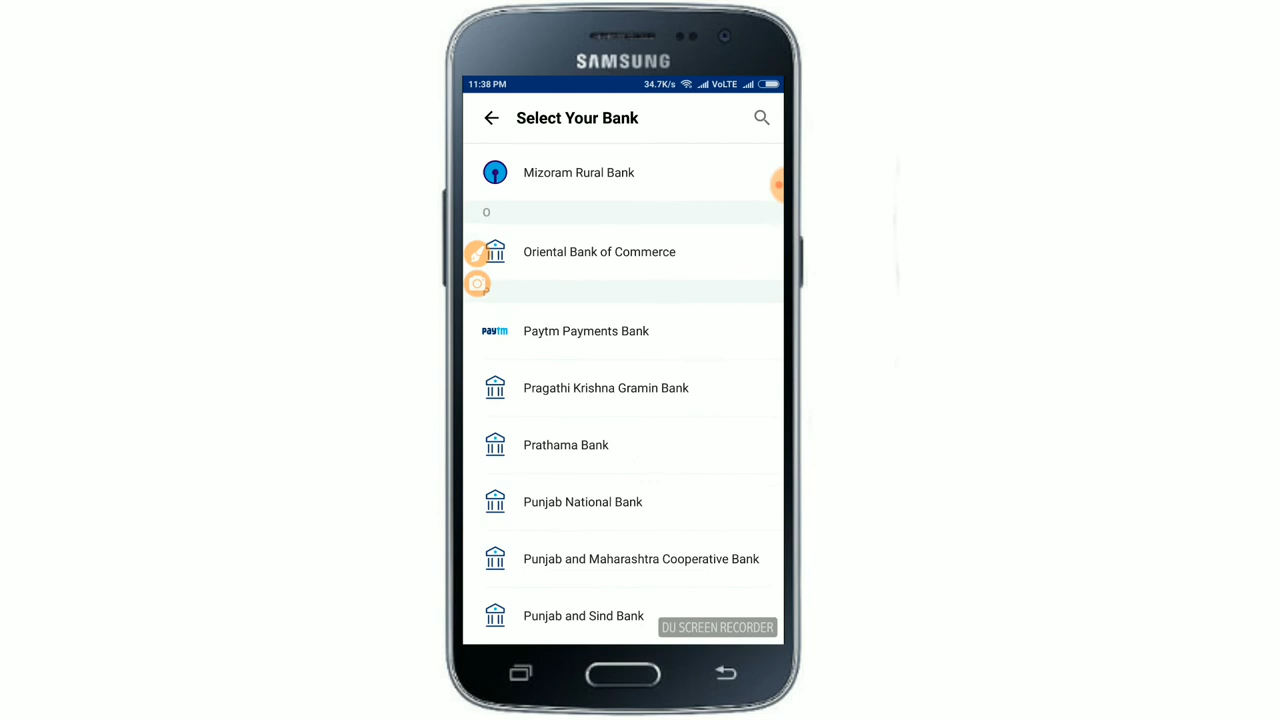 SAMSUNG
11:38 PM 34.7K/s VoLTE
Select Your Bank
Mizoram Rural Bank
O
Oriental Bank of Commerce
P
paytm Paytm Payments Bank
Pragathi Krishna Gramin Bank
Prathama Bank
Punjab National Bank
Punjab and Maharashtra Cooperative Bank
Punjab and Sind Bank
DU SCREEN RECORDER